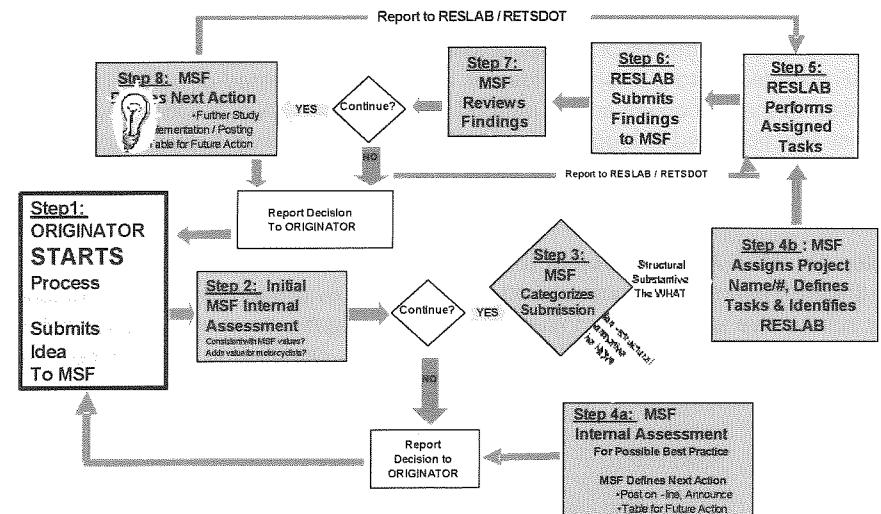 Report to RESLAB / RETSDOT
Step 8: MSF
Next Action
•Further Study
/ Posting
for Future Action
YES
Continue?
Step 7:
MSF
Reviews
Findings
Step 6:
RESLAB
Submits
Findings
to MSF
Step 5:
RESLAB
Performs
Assigned
Tasks
NO
Report to RESLAB / RETSDOT
Report Decision
To ORIGINATOR
Step1:
ORIGINATOR
STARTS
Process
Submits
Idea
To MSF
Step 2: Initial
MSF Internal
Assessment
Consistent with MSF values?
Adds value for motorcyclists?
Continue?
YES
Step 3:
MSF
Categorizes
Submission
Structural
Substantive
The WHAT
Step 4b : MSF
Assigns Project
Name/#, Defines
Tasks & Identifies
RESLAB
NO
Report
Decision to
ORIGINATOR
Step 4a: MSF
Internal Assessment
For Possible Best Practice
MSF Defines Next Action
•Post on -line, Announce
•Table for Future Action